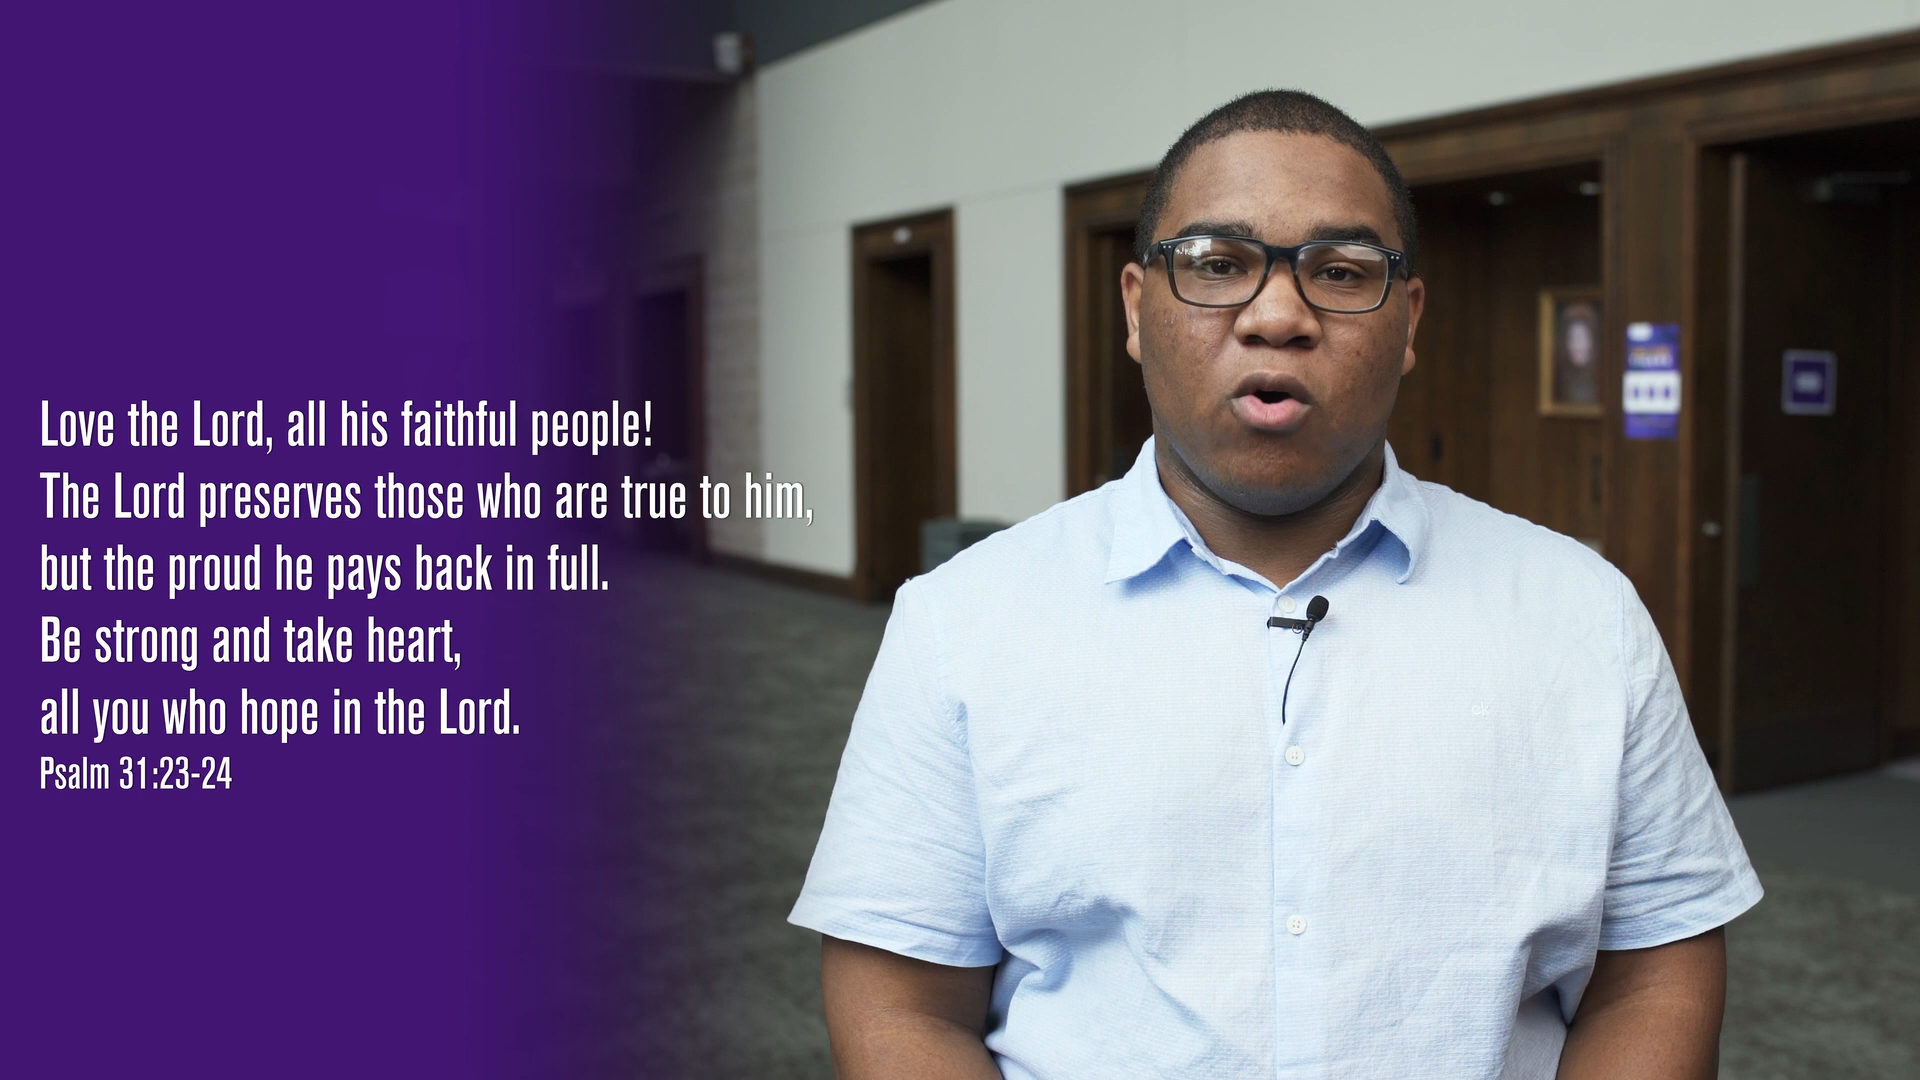 Love the Lord, all his faithful people!
The Lord preserves those who are true to him,
but the proud he pays back in full.
Be strong and take heart,
all you who hope in the Lord.
Psalm 31:23-24
ck